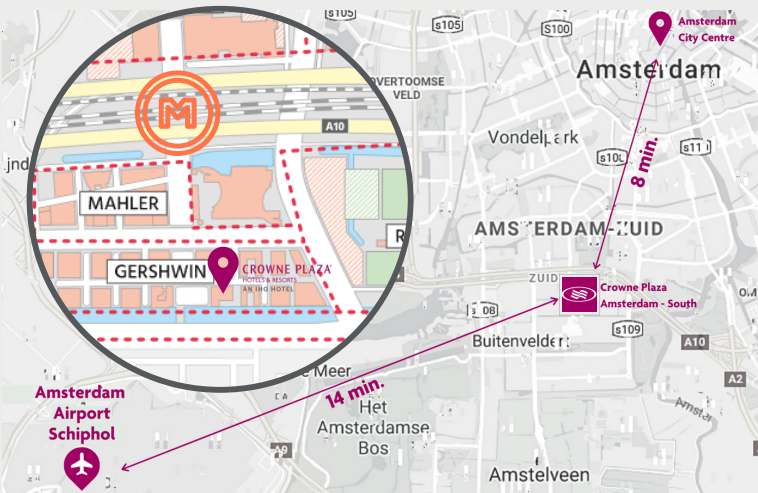 s105
s105
S100
Amsterdam
City Centre
Amsterdam
OVERTOOMSE
VELD
A10
Vondelpark
s100
s111
8 min.
MAHLER
AMSTERDAM-ZUID
R
GERSHWIN
CROWNE PLAZA
HOTELS & RESORTS
AN IHG HOTEL
ZUID
Crowne Plaza
Amsterdam - South
s109
Buitenveldert
A10
A2
14 min.
Amsterdam
Airport
Schiphol
Het
Amsterdamse
Bos
Amstel
A9
Amstelveen